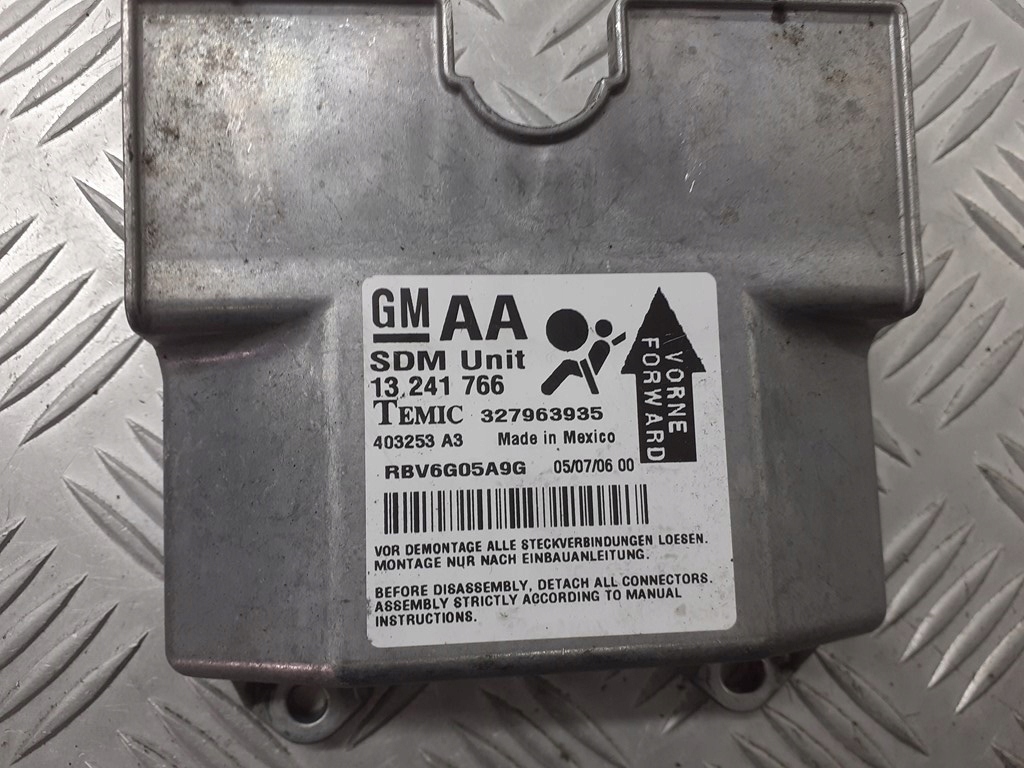 GM AA
SDM Unit
13 241 766
TEMIC 327963935
403253 A3 Made in Mexico
RBV6G05A9G 05/07/06 00
VORNE
FORWARD
VOR DEMONTAGE ALLE STECKVERBINDUNGEN LOESEN.
MONTAGE NUR NACH EINBAUANLEITUNG.
BEFORE DISASSEMBLY, DETACH ALL CONNECTORS.
ASSEMBLY STRICTLY ACCORDING TO MANUAL
INSTRUCTIONS.